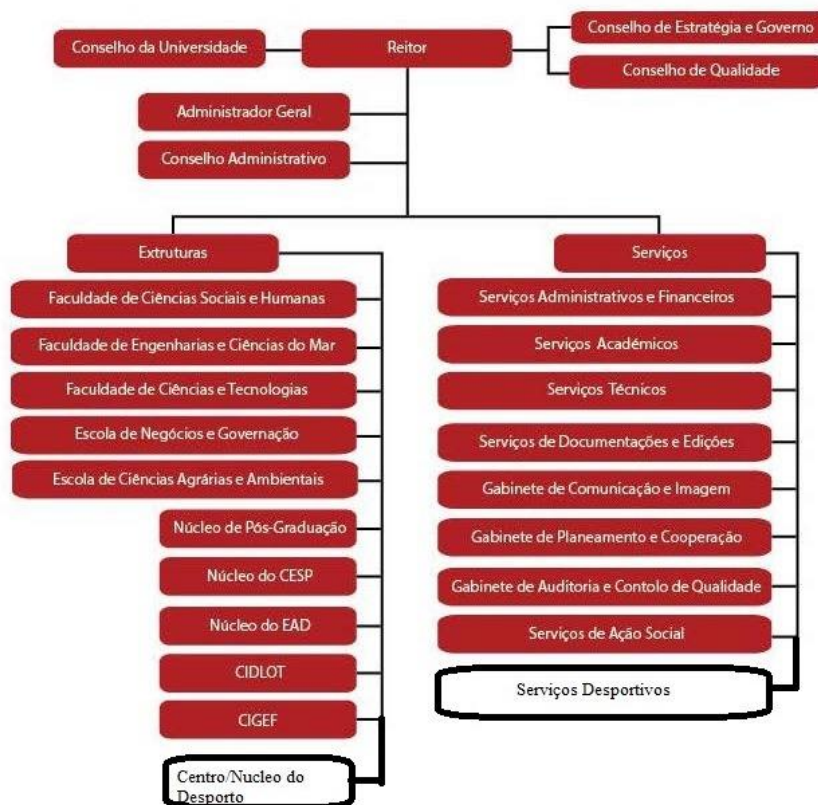 Conselho da Universidade
Reitor
Conselho de Estratégia e Governo
Conselho de Qualidade
Administrador Geral
Conselho Administrativo
Extruturas
Faculdade de Ciências Sociais e Humanas
Faculdade de Engenharias e Ciências do Mar
Faculdade de Ciências e Tecnologias
Escola de Negócios e Governação
Escola de Ciências Agrárias e Ambientais
Núcleo de Pós-Graduação
Núcleo do CESP
Núcleo do EAD
CIDLOT
CIGEF
Centro/Nucleo do
Desporto
Serviços
Serviços Administrativos e Financeiros
Serviços Académicos
Serviços Técnicos
Serviços de Documentações e Edições
Gabinete de Comunicação e Imagem
Gabinete de Planeamento e Cooperação
Gabinete de Audítoria e Contolo de Qualidade
Serviços de Ação Social
Serviços Desportivos